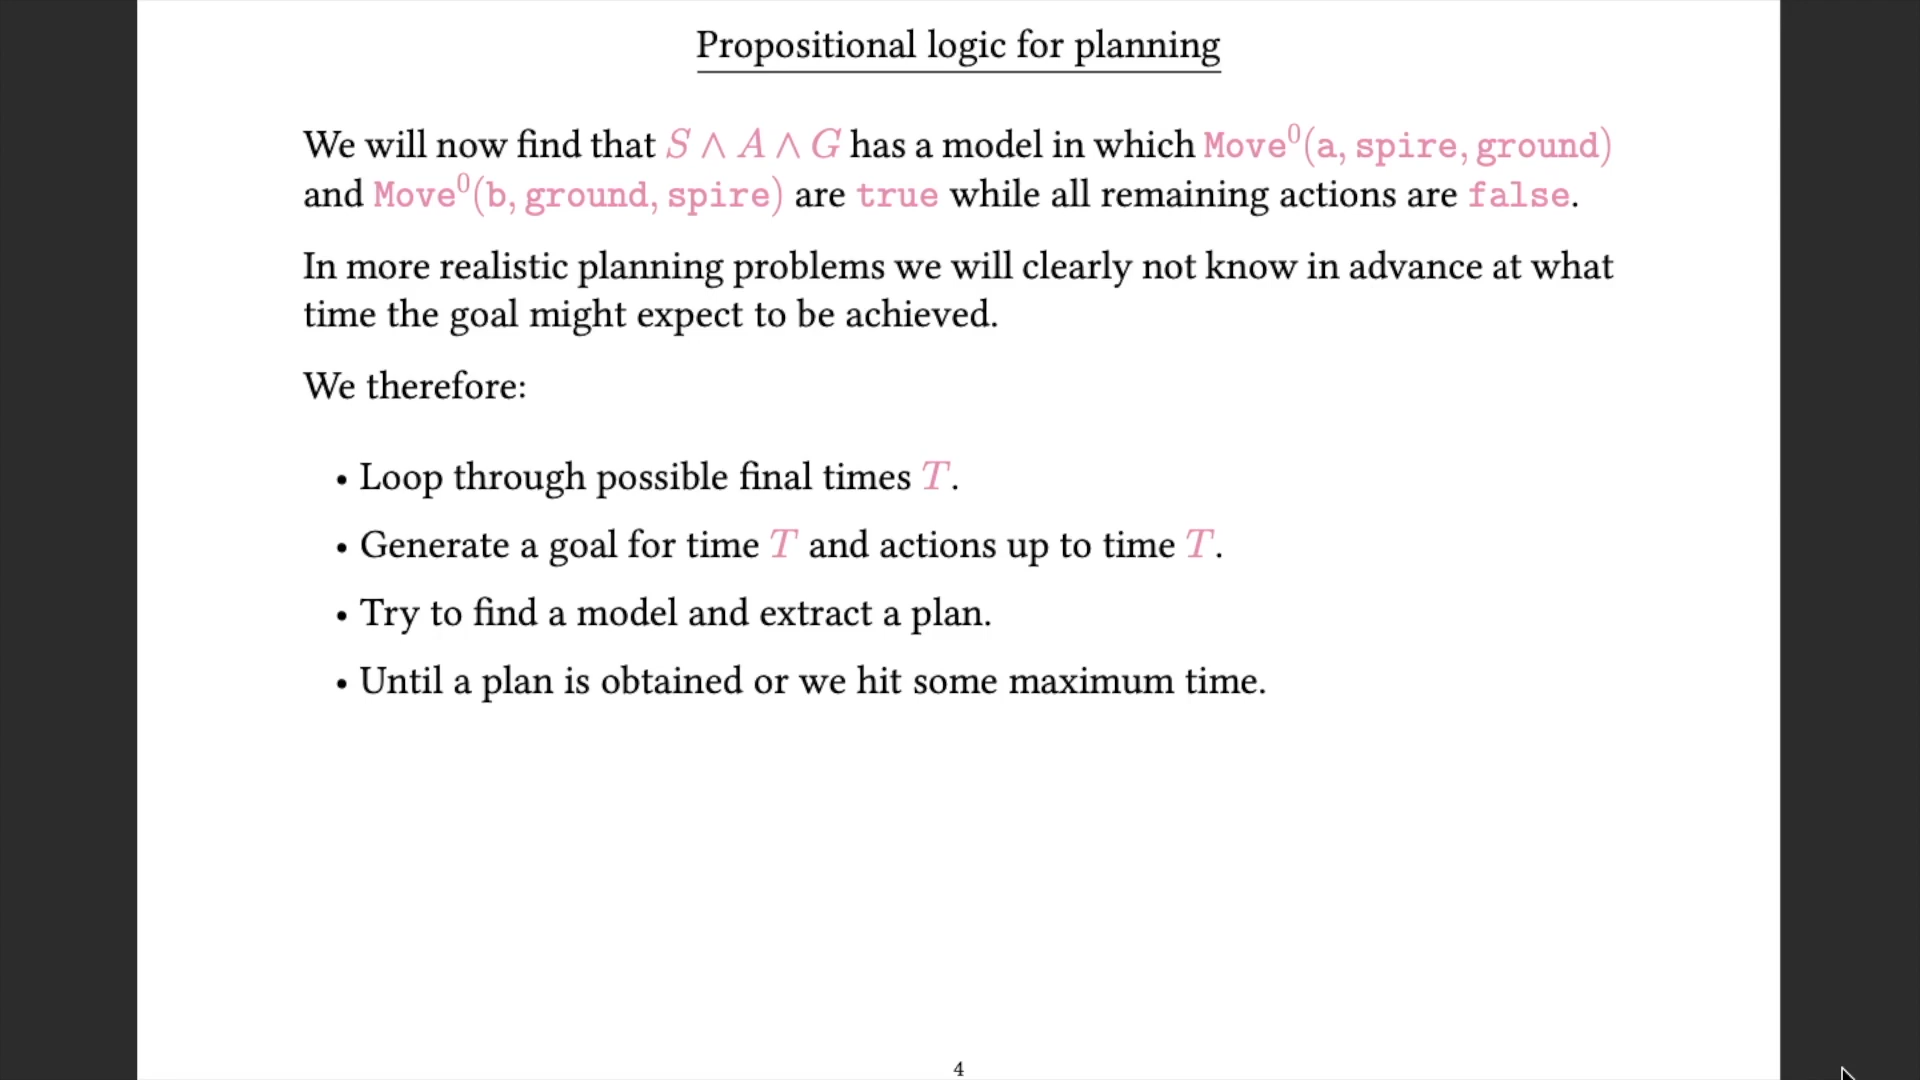 Propositional logic for planning
We will now find that S ∧ A ∧ G has a model in which Move⁰(a, spire, ground)
and Move⁰(b, ground, spire) are true while all remaining actions are false.
In more realistic planning problems we will clearly not know in advance at what
time the goal might expect to be achieved.
We therefore:
• Loop through possible final times T.
• Generate a goal for time T and actions up to time T.
• Try to find a model and extract a plan.
• Until a plan is obtained or we hit some maximum time.
4